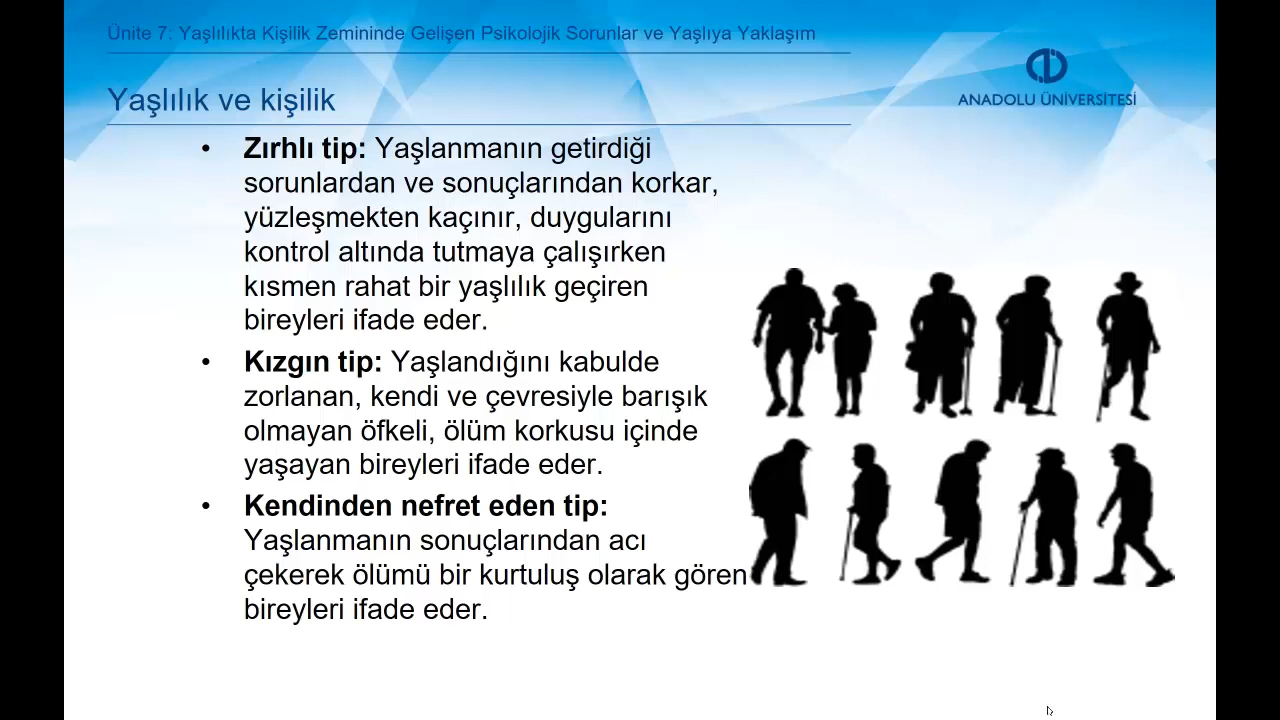 Ünite 7: Yaşlılıkta Kişilik Zemininde Gelişen Psikolojik Sorunlar ve Yaşlıya Yaklaşım
ANADOLU ÜNİVERSİTESİ
Yaşlılık ve kişilik
• Zırhlı tip: Yaşlanmanın getirdiği
sorunlardan ve sonuçlarından korkar,
yüzleşmekten kaçınır, duygularını
kontrol altında tutmaya çalışırken
kısmen rahat bir yaşlılık geçiren
bireyleri ifade eder.
• Kızgın tip: Yaşlandığını kabulde
zorlanan, kendi ve çevresiyle barışık
olmayan öfkeli, ölüm korkusu içinde
yaşayan bireyleri ifade eder.
• Kendinden nefret eden tip:
Yaşlanmanın sonuçlarından acı
çekerek ölümü bir kurtuluş olarak gören
bireyleri ifade eder.